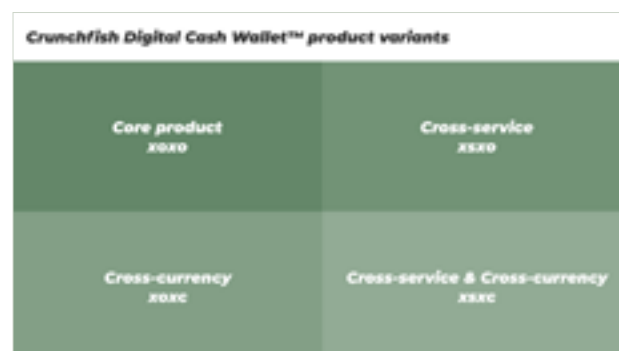 Crunchfish Digital Cash Wallet™ product variants
Core product
xoxo
Cross-service
xsxo
Cross-currency
xoxc
Cross-service & Cross-currency
xsxc